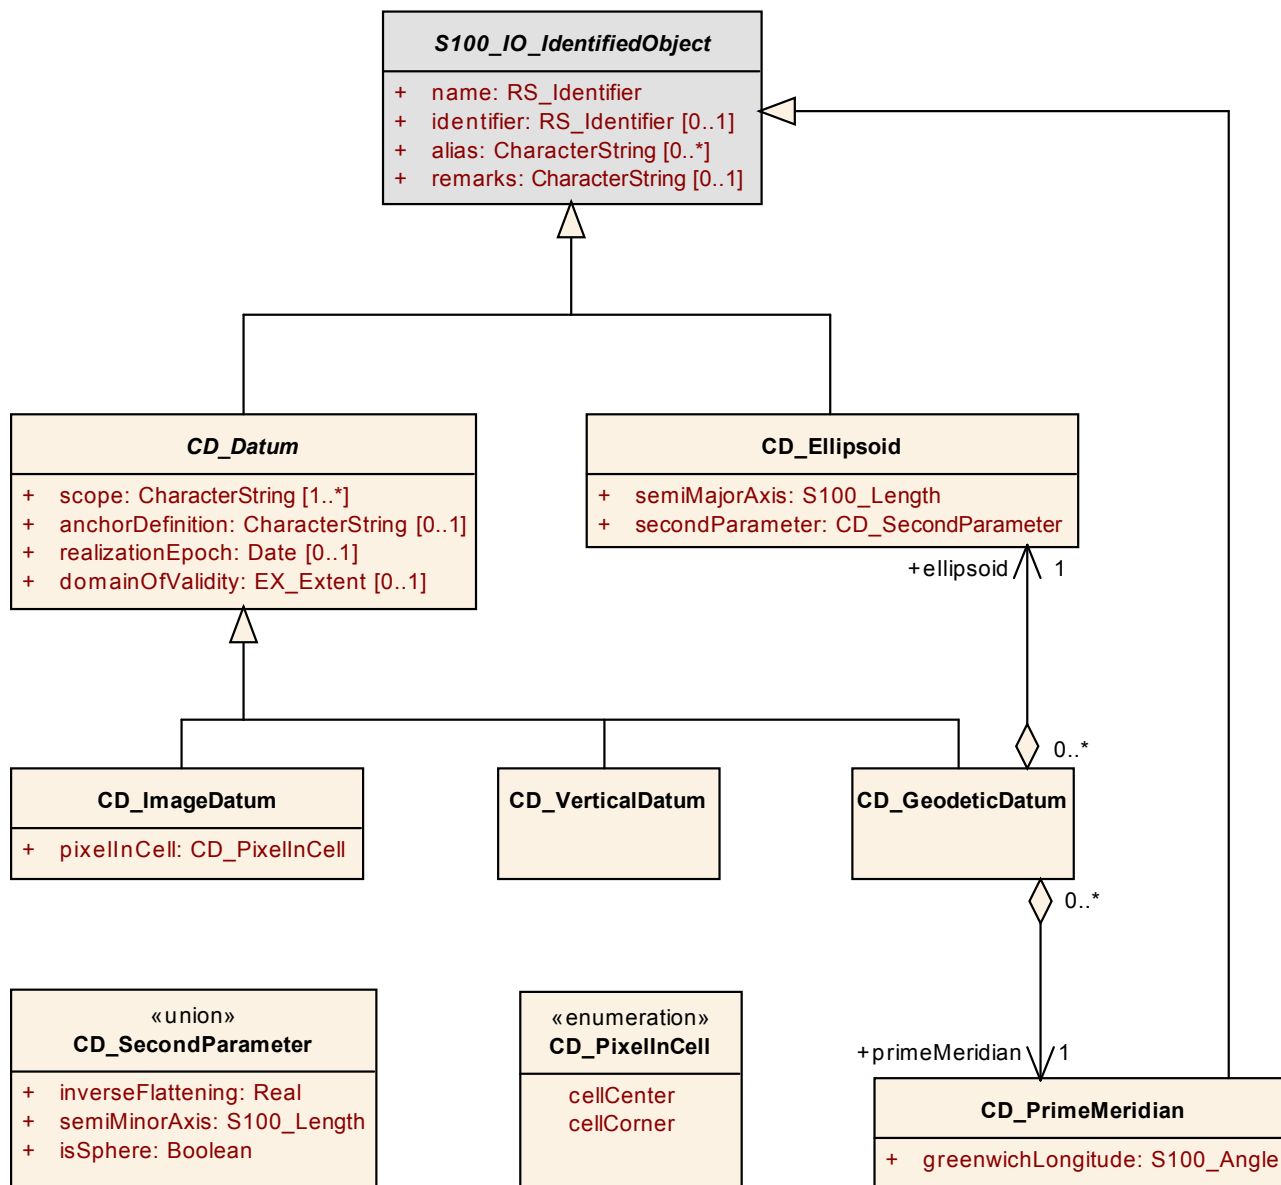 S100_IO_IdentifiedObject
+ name: RS_Identifier
+ identifier: RS_Identifier [0..1]
+ alias: CharacterString [0..*]
+ remarks: CharacterString [0..1]
CD_Datum
+ scope: CharacterString [1..*]
+ anchorDefinition: CharacterString [0..1]
+ realizationEpoch: Date [0..1]
+ domainOfValidity: EX_Extent [0..1]
CD_Ellipsoid
+ semiMajorAxis: S100_Length
+ secondParameter: CD_SecondParameter
+ellipsoid 1
0..*
CD_ImageDatum
+ pixelInCell: CD_PixelInCell
CD_VerticalDatum
CD_GeodeticDatum
0..*
«union»
CD_SecondParameter
+ inverseFlattening: Real
+ semiMinorAxis: S100_Length
+ isSphere: Boolean
«enumeration»
CD_PixelInCell
cellCenter
cellCorner
+primeMeridian 1
CD_PrimeMeridian
+ greenwichLongitude: S100_Angle